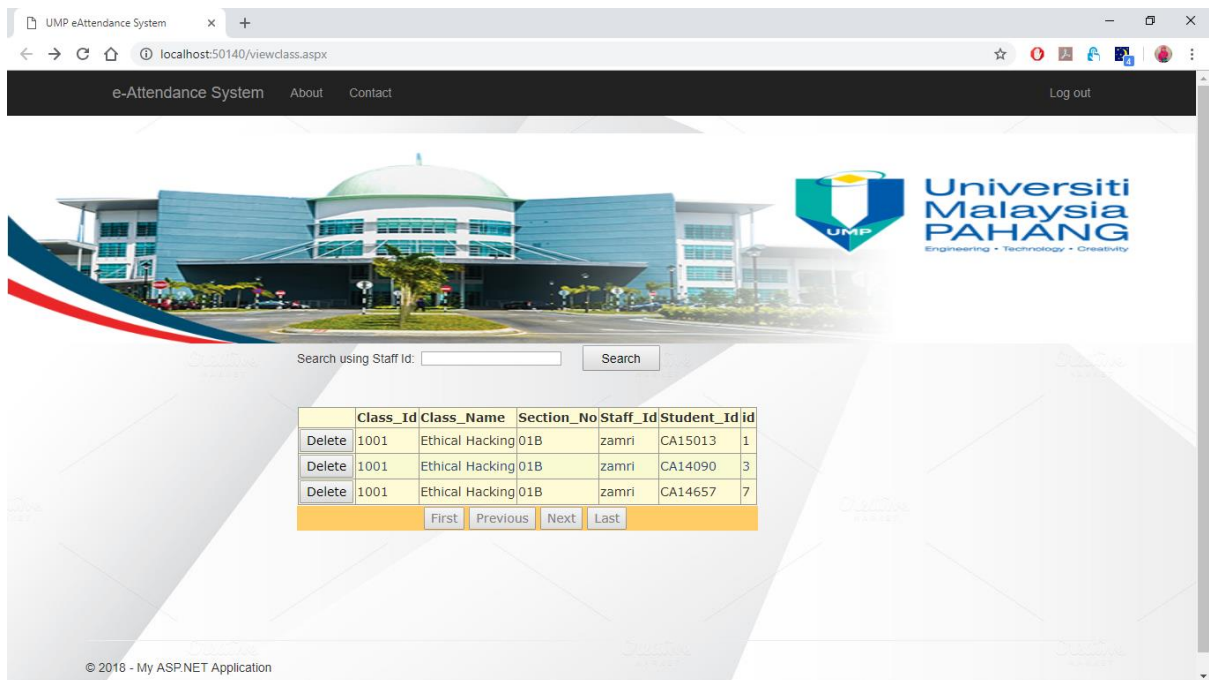 UMP eAttendance System
localhost:50140/viewclass.aspx
4
e-Attendance System About Contact Log out
UMP
Universiti
Malaysia
PAHANG
Engineering • Technology • Creativity
Search using Staff Id: Search
Class_Id Class_Name Section_No Staff_Id Student_Id id
Delete 1001 Ethical Hacking 01B zamri CA15013 1
Delete 1001 Ethical Hacking 01B zamri CA14090 3
Delete 1001 Ethical Hacking 01B zamri CA14657 7
First Previous Next Last
© 2018 - My ASP.NET Application